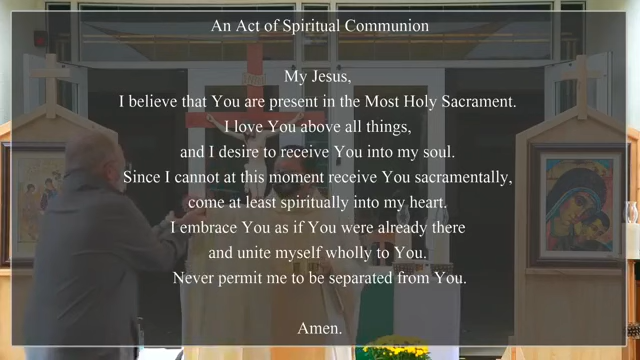 An Act of Spiritual Communion
My Jesus,
I believe that You are present in the Most Holy Sacrament.
I love You above all things,
and I desire to receive You into my soul.
Since I cannot at this moment receive You sacramentally,
come at least spiritually into my heart.
I embrace You as if You were already there
and unite myself wholly to You.
Never permit me to be separated from You.
Amen.